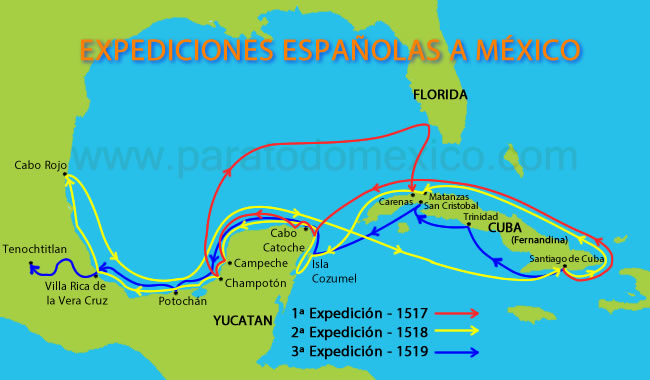 EXPEDICIONES ESPAÑOLAS A MÉXICO
FLORIDA
www.paratodomexico.com
Cabo Rojo
Carenas
Matanzas
San Cristobal
Trinidad
CUBA
(Fernandina)
Cabo
Catoche
Tenochtitlan
Santiago de Cuba
Campeche
Isla
Cozumel
Villa Rica de
la Vera Cruz
Champotón
Potochán
YUCATAN
1ª Expedición - 1517
2ª Expedición - 1518
3ª Expedición - 1519